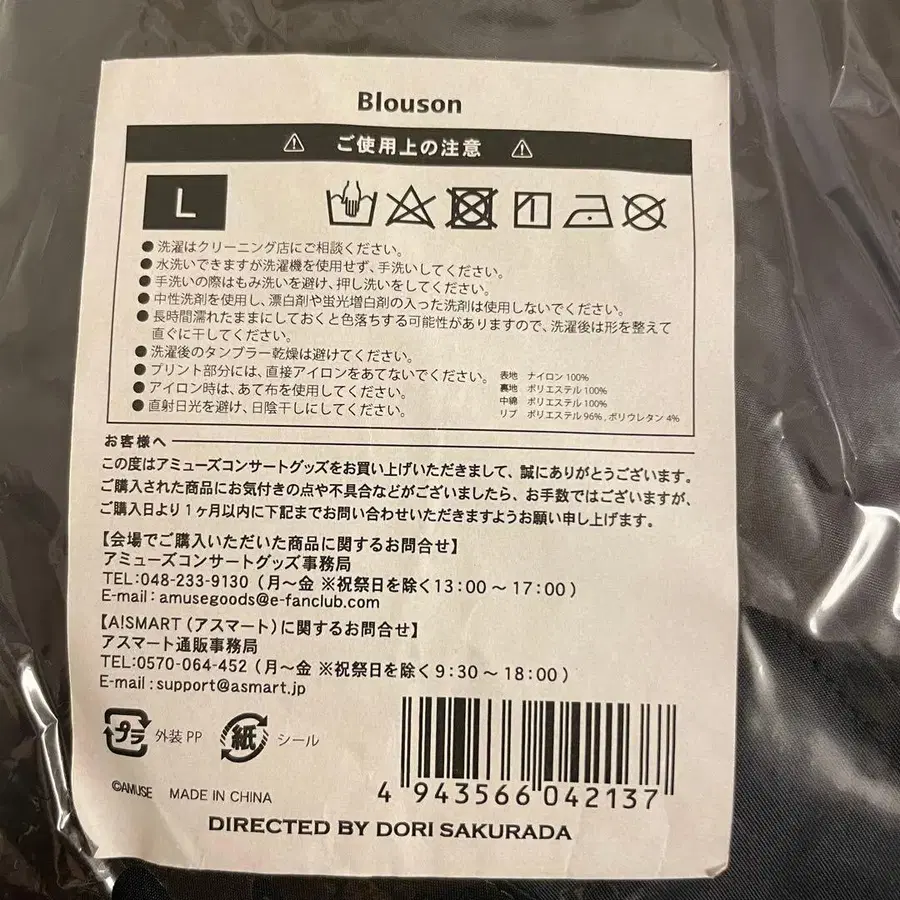 Blouson
⚠ ご使用上の注意 ⚠
L
●洗濯はクリーニング店にご相談ください。
●水洗いできますが洗濯機を使用せず、手洗いしてください。
●手洗いの際はもみ洗いを避け、押し洗いをしてください。
●中性洗剤を使用し、漂白剤や蛍光増白剤の入った洗剤は使用しないでください。
●長時間濡れたままにしておくと色落ちする可能性がありますので、洗濯後は形を整えて
直ぐに干してください。
●洗濯後のタンブラー乾燥は避けてください。
●プリント部分には、直接アイロンをあてないでください。
●アイロン時は、あて布を使用してください。
●直射日光を避け、日陰干しにしてください。
表地 ナイロン 100%
裏地 ポリエステル 100%
中綿 ポリエステル 100%
リブ ポリエステル 96% , ポリウレタン 4%
お客様へ
この度はアミューズコンサートグッズをお買い上げいただきまして、誠にありがとうございます。
ご購入された商品にお気付きの点や不具合などがございましたら、お手数ではございますが、
ご購入日より1ヶ月以内に下記までお問い合わせいただきますようお願い申し上げます。
【会場でご購入いただいた商品に関するお問合せ】
アミューズコンサートグッズ事務局
TEL:048-233-9130 (月〜金 ※祝祭日を除く13:00 〜 17:00)
E-mail : amusegoods@e-fanclub.com
【A!SMART (アスマート)に関するお問合せ】
アスマート通販事務局
TEL:0570-064-452 (月〜金 ※祝祭日を除く 9:30 〜 18:00)
E-mail : support@asmart.jp
プラ 外装 PP 紙 シール
©AMUSE MADE IN CHINA
4 943566 042137
DIRECTED BY DORI SAKURADA